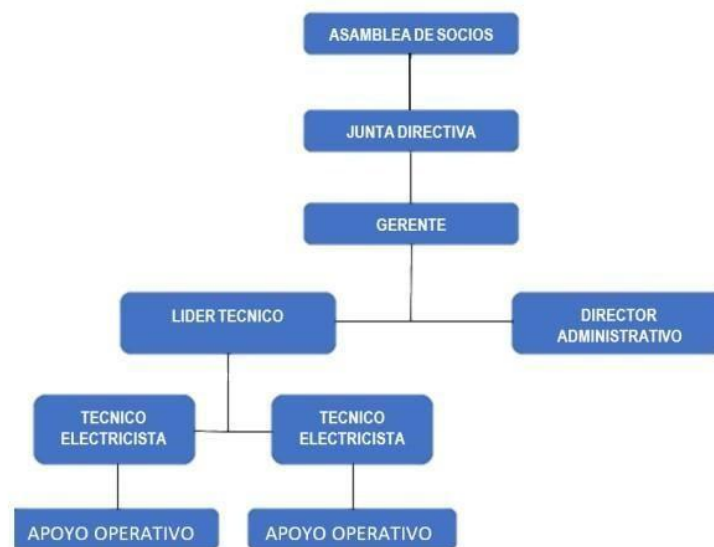 ASAMBLEA DE SOCIOS
JUNTA DIRECTIVA
GERENTE
LIDER TECNICO
DIRECTOR
ADMINISTRATIVO
TECNICO
ELECTRICISTA
TECNICO
ELECTRICISTA
APOYO OPERATIVO
APOYO OPERATIVO